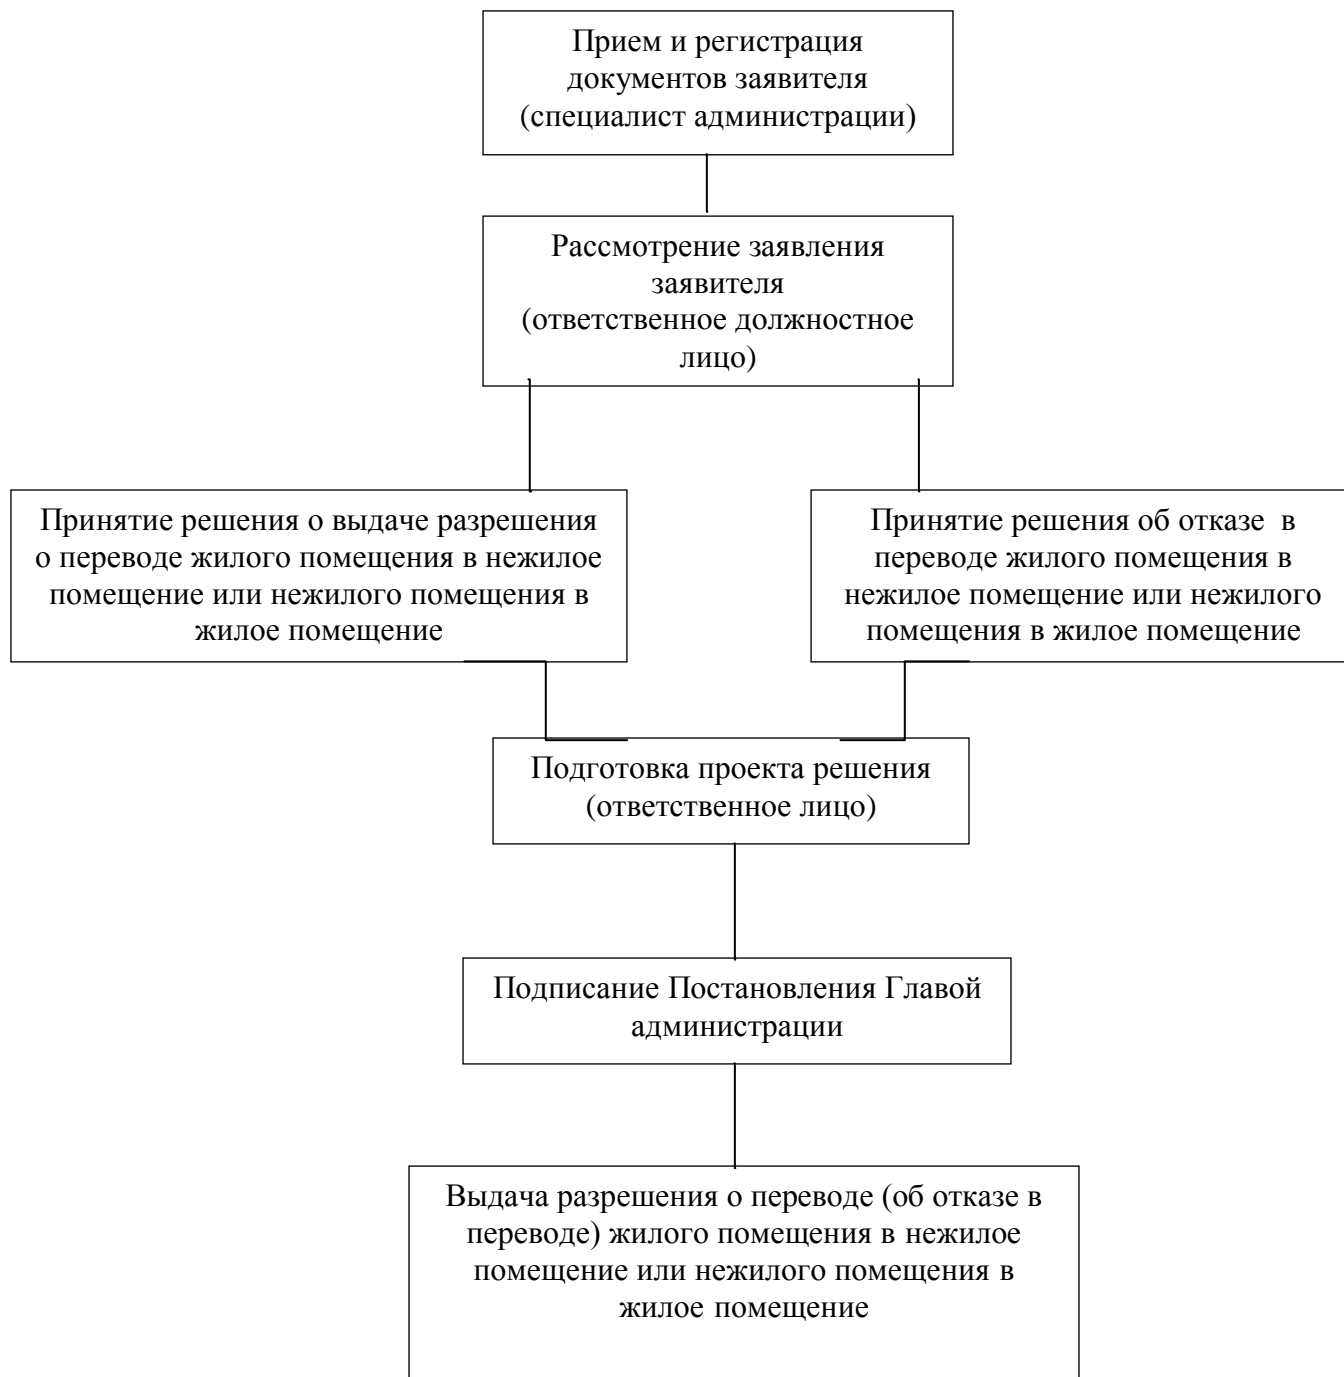 Прием и регистрация
документов заявителя
(специалист администрации)
Рассмотрение заявления
заявителя
(ответственное должностное
лицо)
Принятие решения о выдаче разрешения
о переводе жилого помещения в нежилое
помещение или нежилого помещения в
жилое помещение
Принятие решения об отказе в
переводе жилого помещения в
нежилое помещение или нежилого
помещения в жилое помещение
Подготовка проекта решения
(ответственное лицо)
Подписание Постановления Главой
администрации
Выдача разрешения о переводе (об отказе в
переводе) жилого помещения в нежилое
помещение или нежилого помещения в
жилое помещение